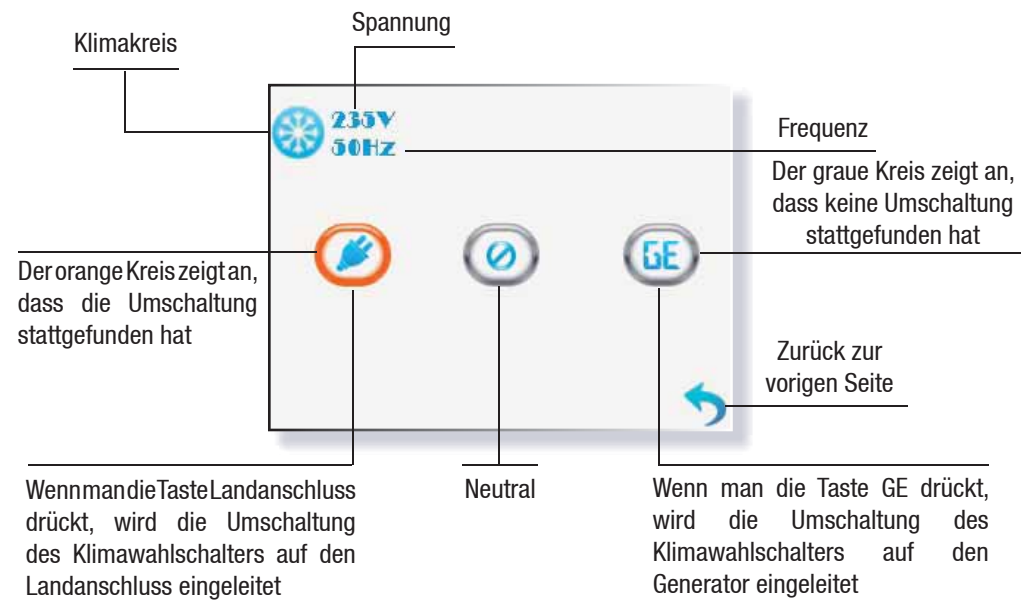 Spannung
Klimakreis
235V
50Hz
Frequenz
Der graue Kreis zeigt an,
dass keine Umschaltung
stattgefunden hat
GE
Der orange Kreis zeigt an,
dass die Umschaltung
stattgefunden hat
Zurück zur
vorigen Seite
Wenn man die Taste Landanschluss
drückt, wird die Umschaltung
des Klimawahlschalters auf den
Landanschluss eingeleitet
Neutral
Wenn man die Taste GE drückt,
wird die Umschaltung des
Klimawahlschalters auf den
Generator eingeleitet